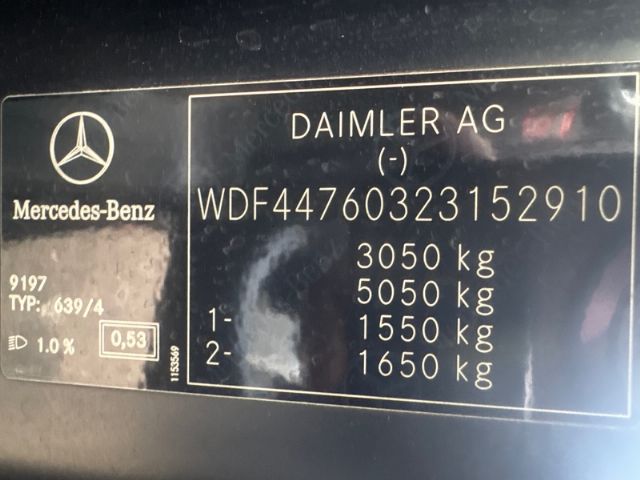 Mercedes-Benz
9197
TYP: 639/4
1.0 %
0,53
1153569
DAIMLER AG
(-)
WDF44760323152910
3050 kg
5050 kg
1- 1550 kg
2- 1650 kg